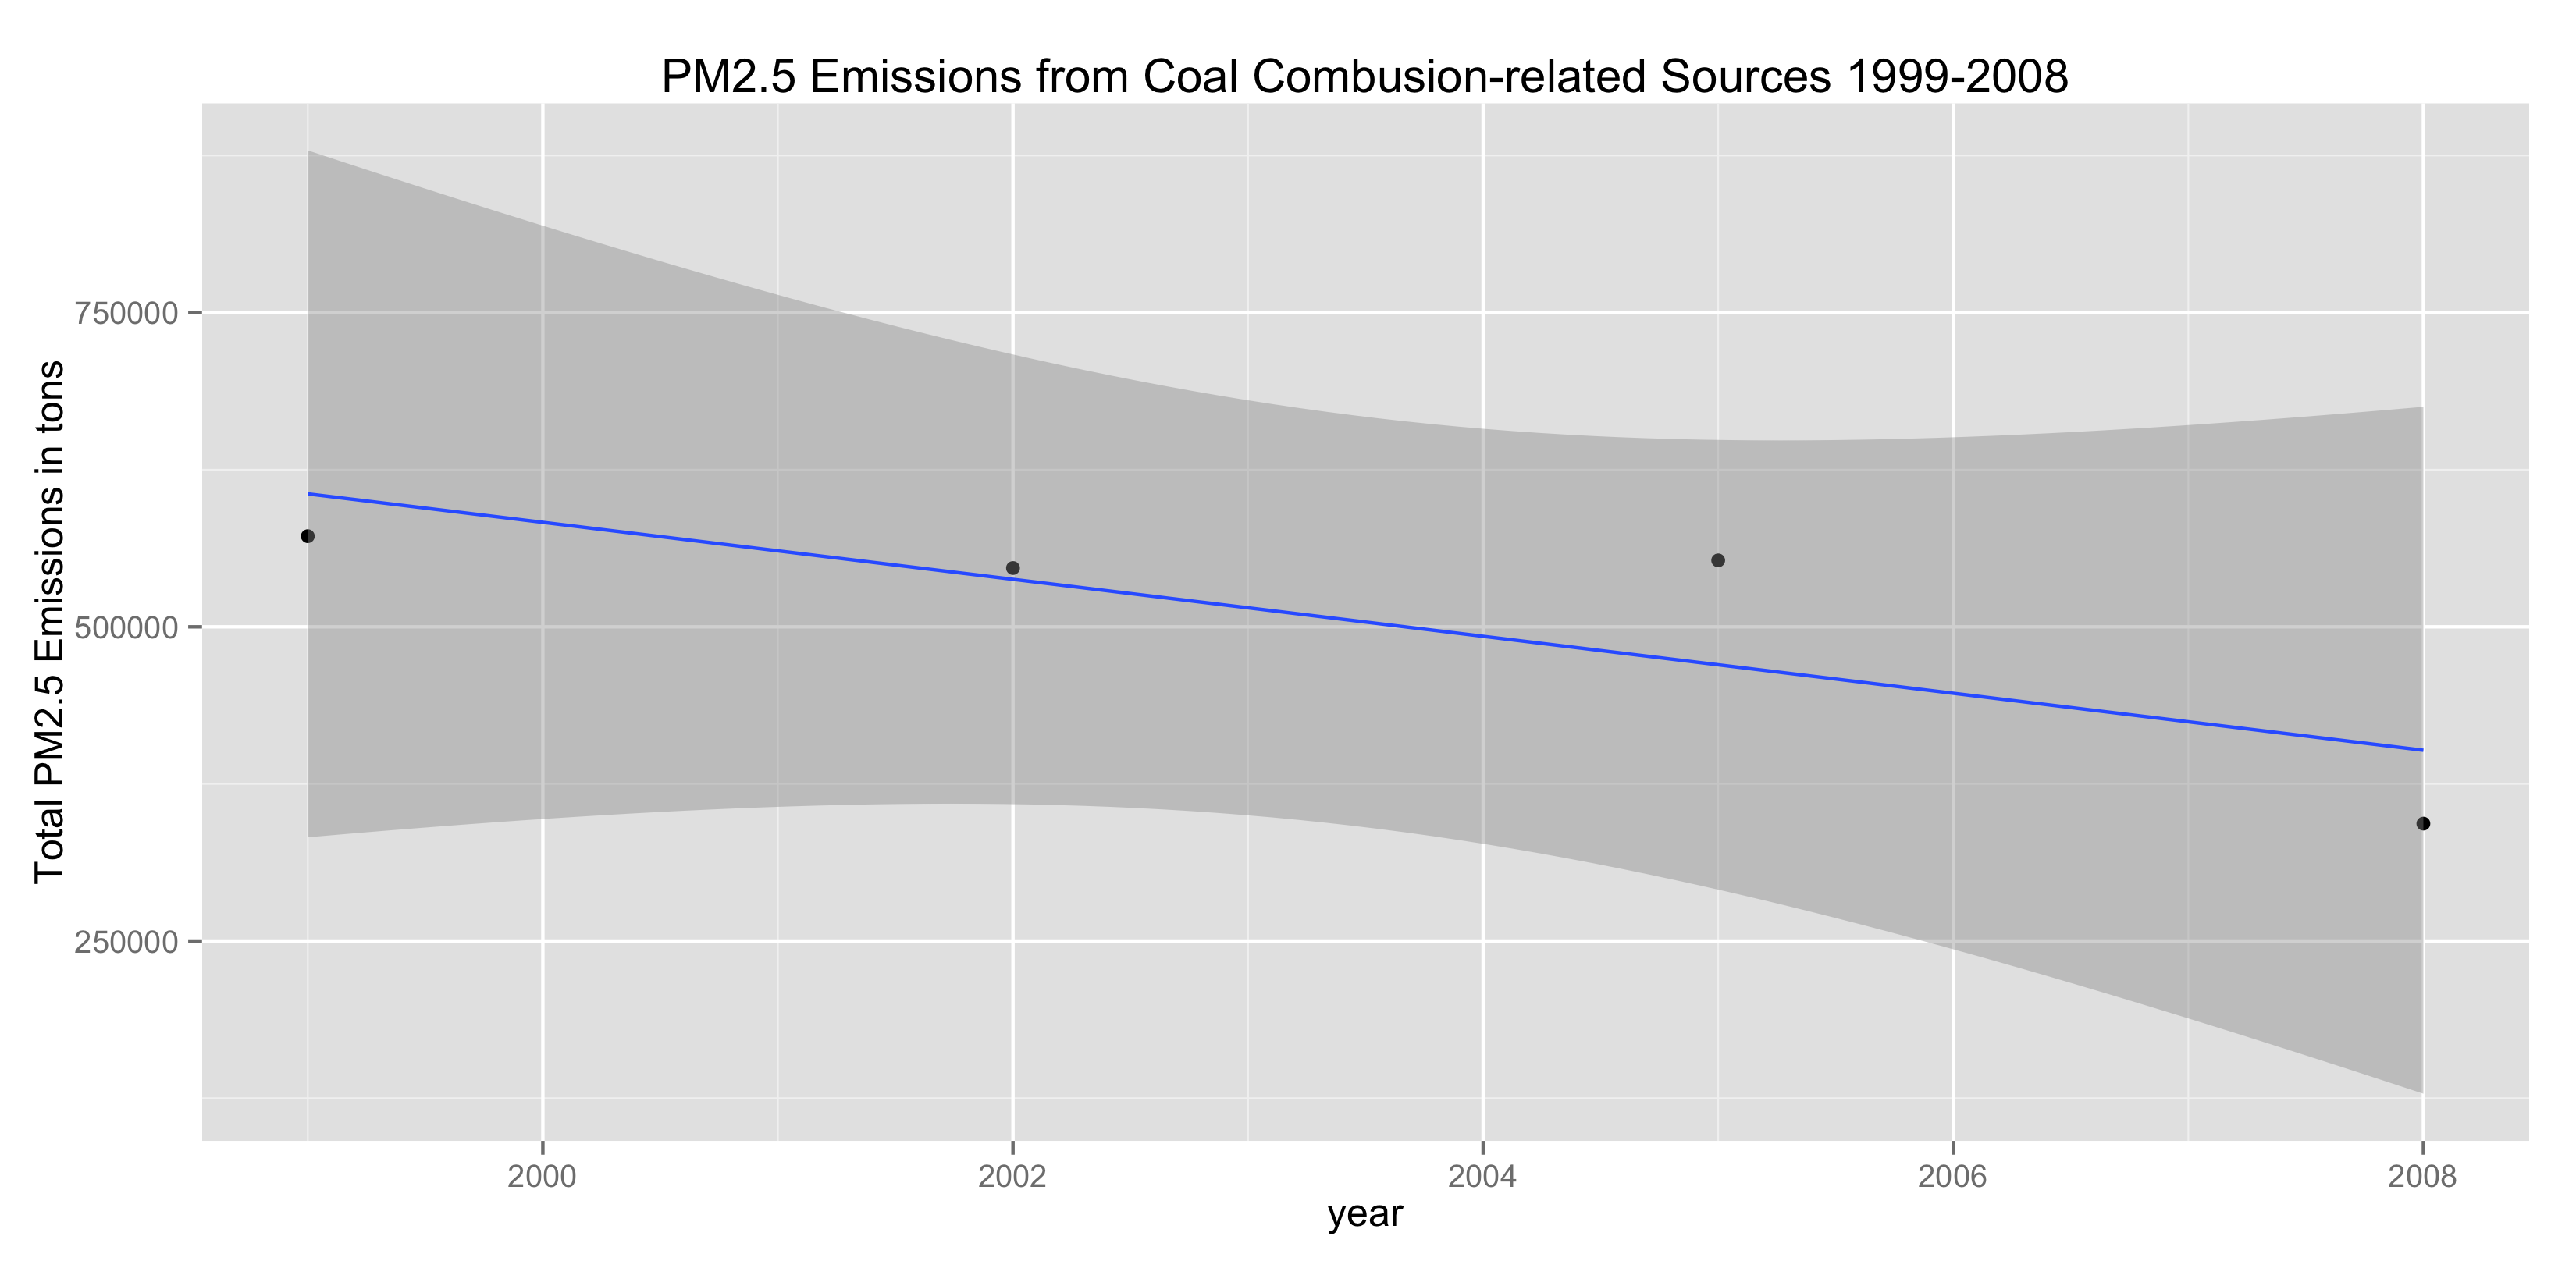 PM2.5 Emissions from Coal Combusion-related Sources 1999-2008
Total PM2.5 Emissions in tons
750000
500000
250000
2000 2002 2004 2006 2008
year